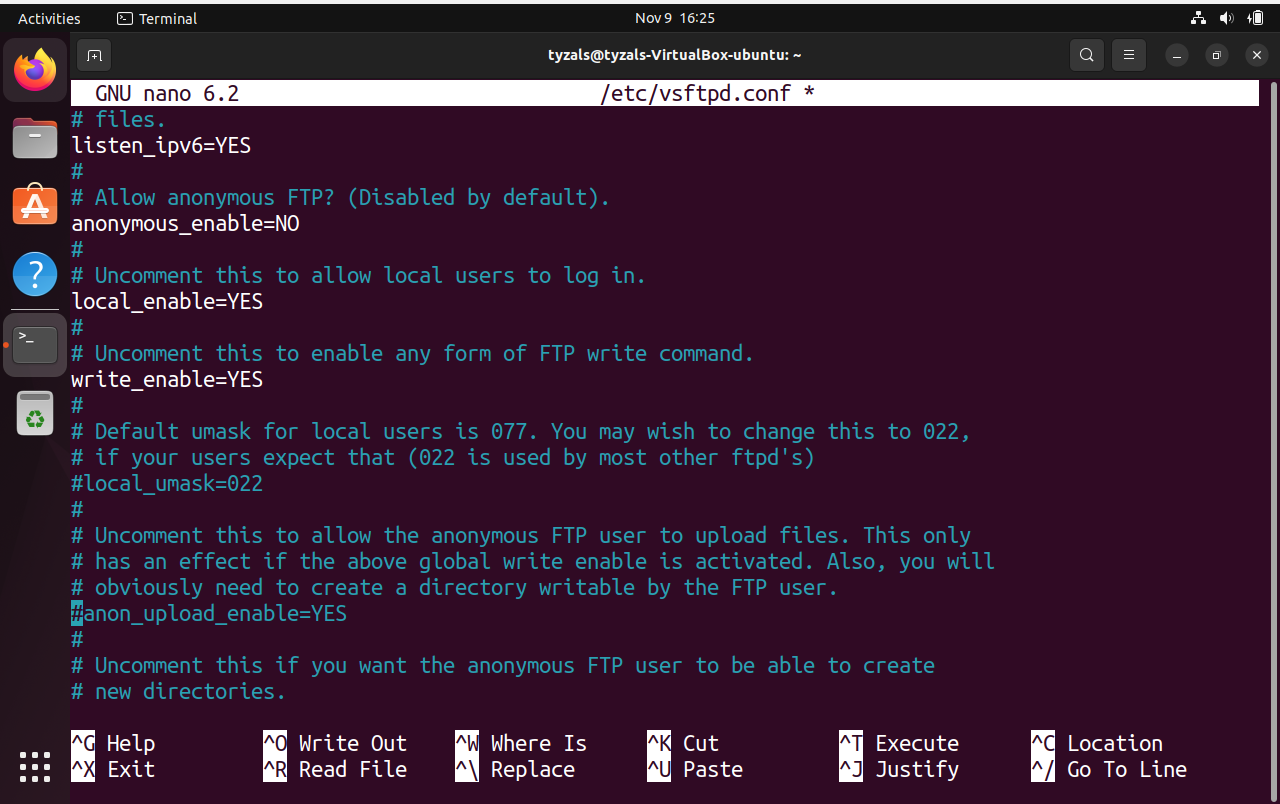 Activities Terminal Nov 9 16:25
tyzals@tyzals-VirtualBox-ubuntu: ~
GNU nano 6.2 /etc/vsftpd.conf *
# files.
listen_ipv6=YES
#
# Allow anonymous FTP? (Disabled by default).
anonymous_enable=NO
#
# Uncomment this to allow local users to log in.
local_enable=YES
#
# Uncomment this to enable any form of FTP write command.
write_enable=YES
#
# Default umask for local users is 077. You may wish to change this to 022,
# if your users expect that (022 is used by most other ftpd's)
#local_umask=022
#
# Uncomment this to allow the anonymous FTP user to upload files. This only
# has an effect if the above global write enable is activated. Also, you will
# obviously need to create a directory writable by the FTP user.
#anon_upload_enable=YES
#
# Uncomment this if you want the anonymous FTP user to be able to create
# new directories.
^G Help ^O Write Out ^W Where Is ^K Cut ^T Execute ^C Location
^X Exit ^R Read File ^\ Replace ^U Paste ^J Justify ^/ Go To Line